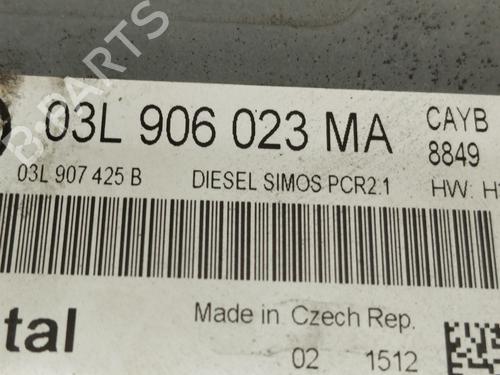 B-PARTS
03L 906 023 MA CAYB
8849
03L 907 425 B DIESEL SIMOS PCR2.1 HW: H
tal Made in Czech Rep.
02 1512